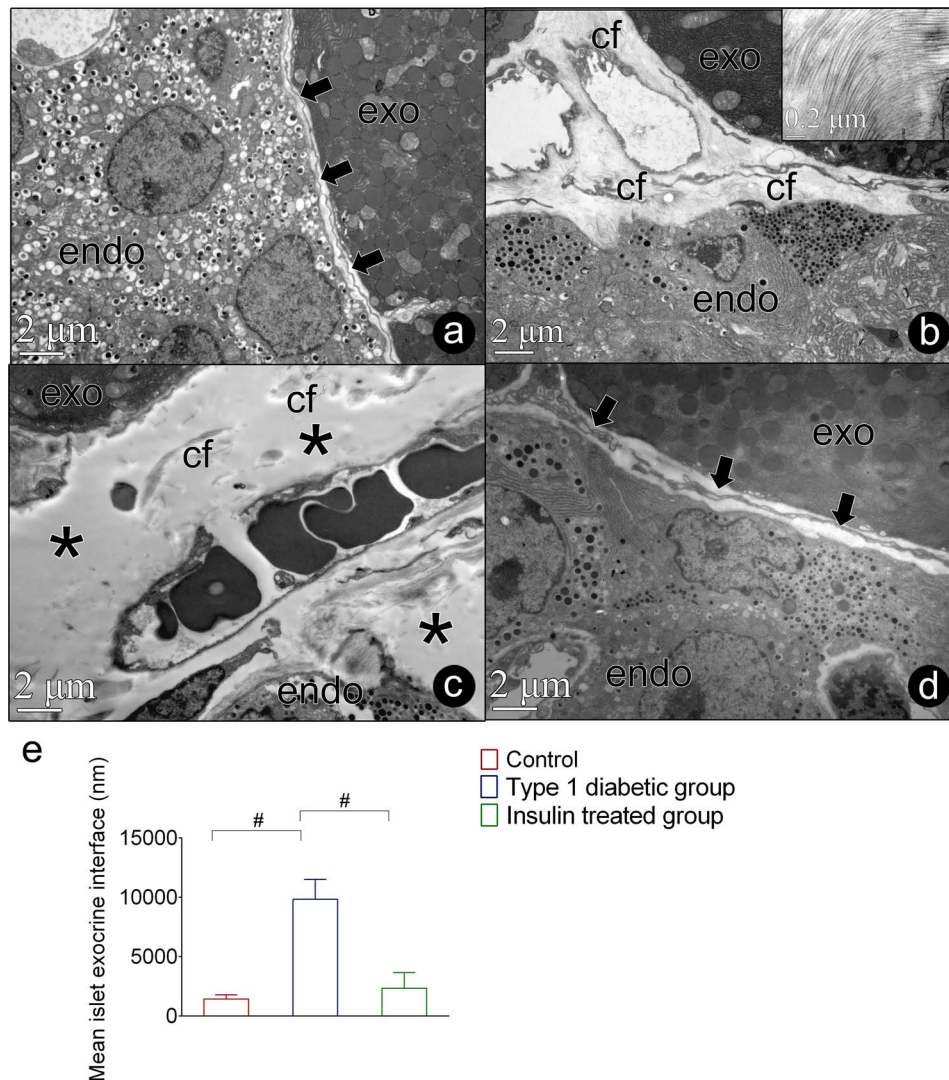 exo
endo
2 μm
a
cf
exo
0.2 μm
cf
cf
endo
2 μm
b
exo
cf
cf
*
*
*
endo
2 μm
c
exo
endo
2 μm
d
e
Mean islet exocrine interface (nm)
15000
10000
5000
0
#
#
Control
Type 1 diabetic group
Insulin treated group